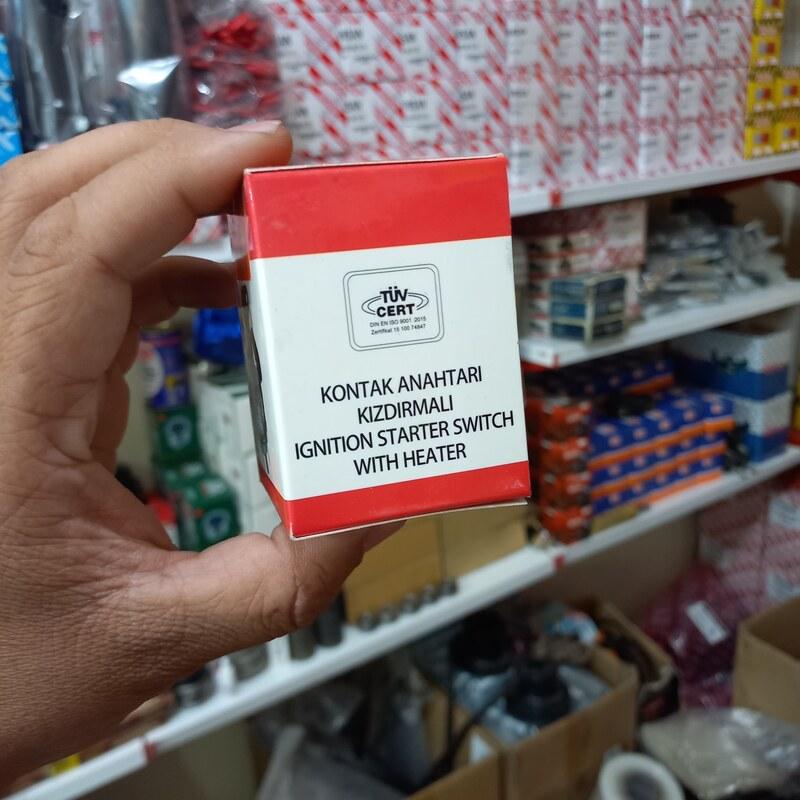 TÜV
CERT
DIN EN ISO 9001 :2015
Zertifikat 15 100 74847
KONTAK ANAHTARI
KIZDIRMALI
IGNITION STARTER SWITCH
WITH HEATER